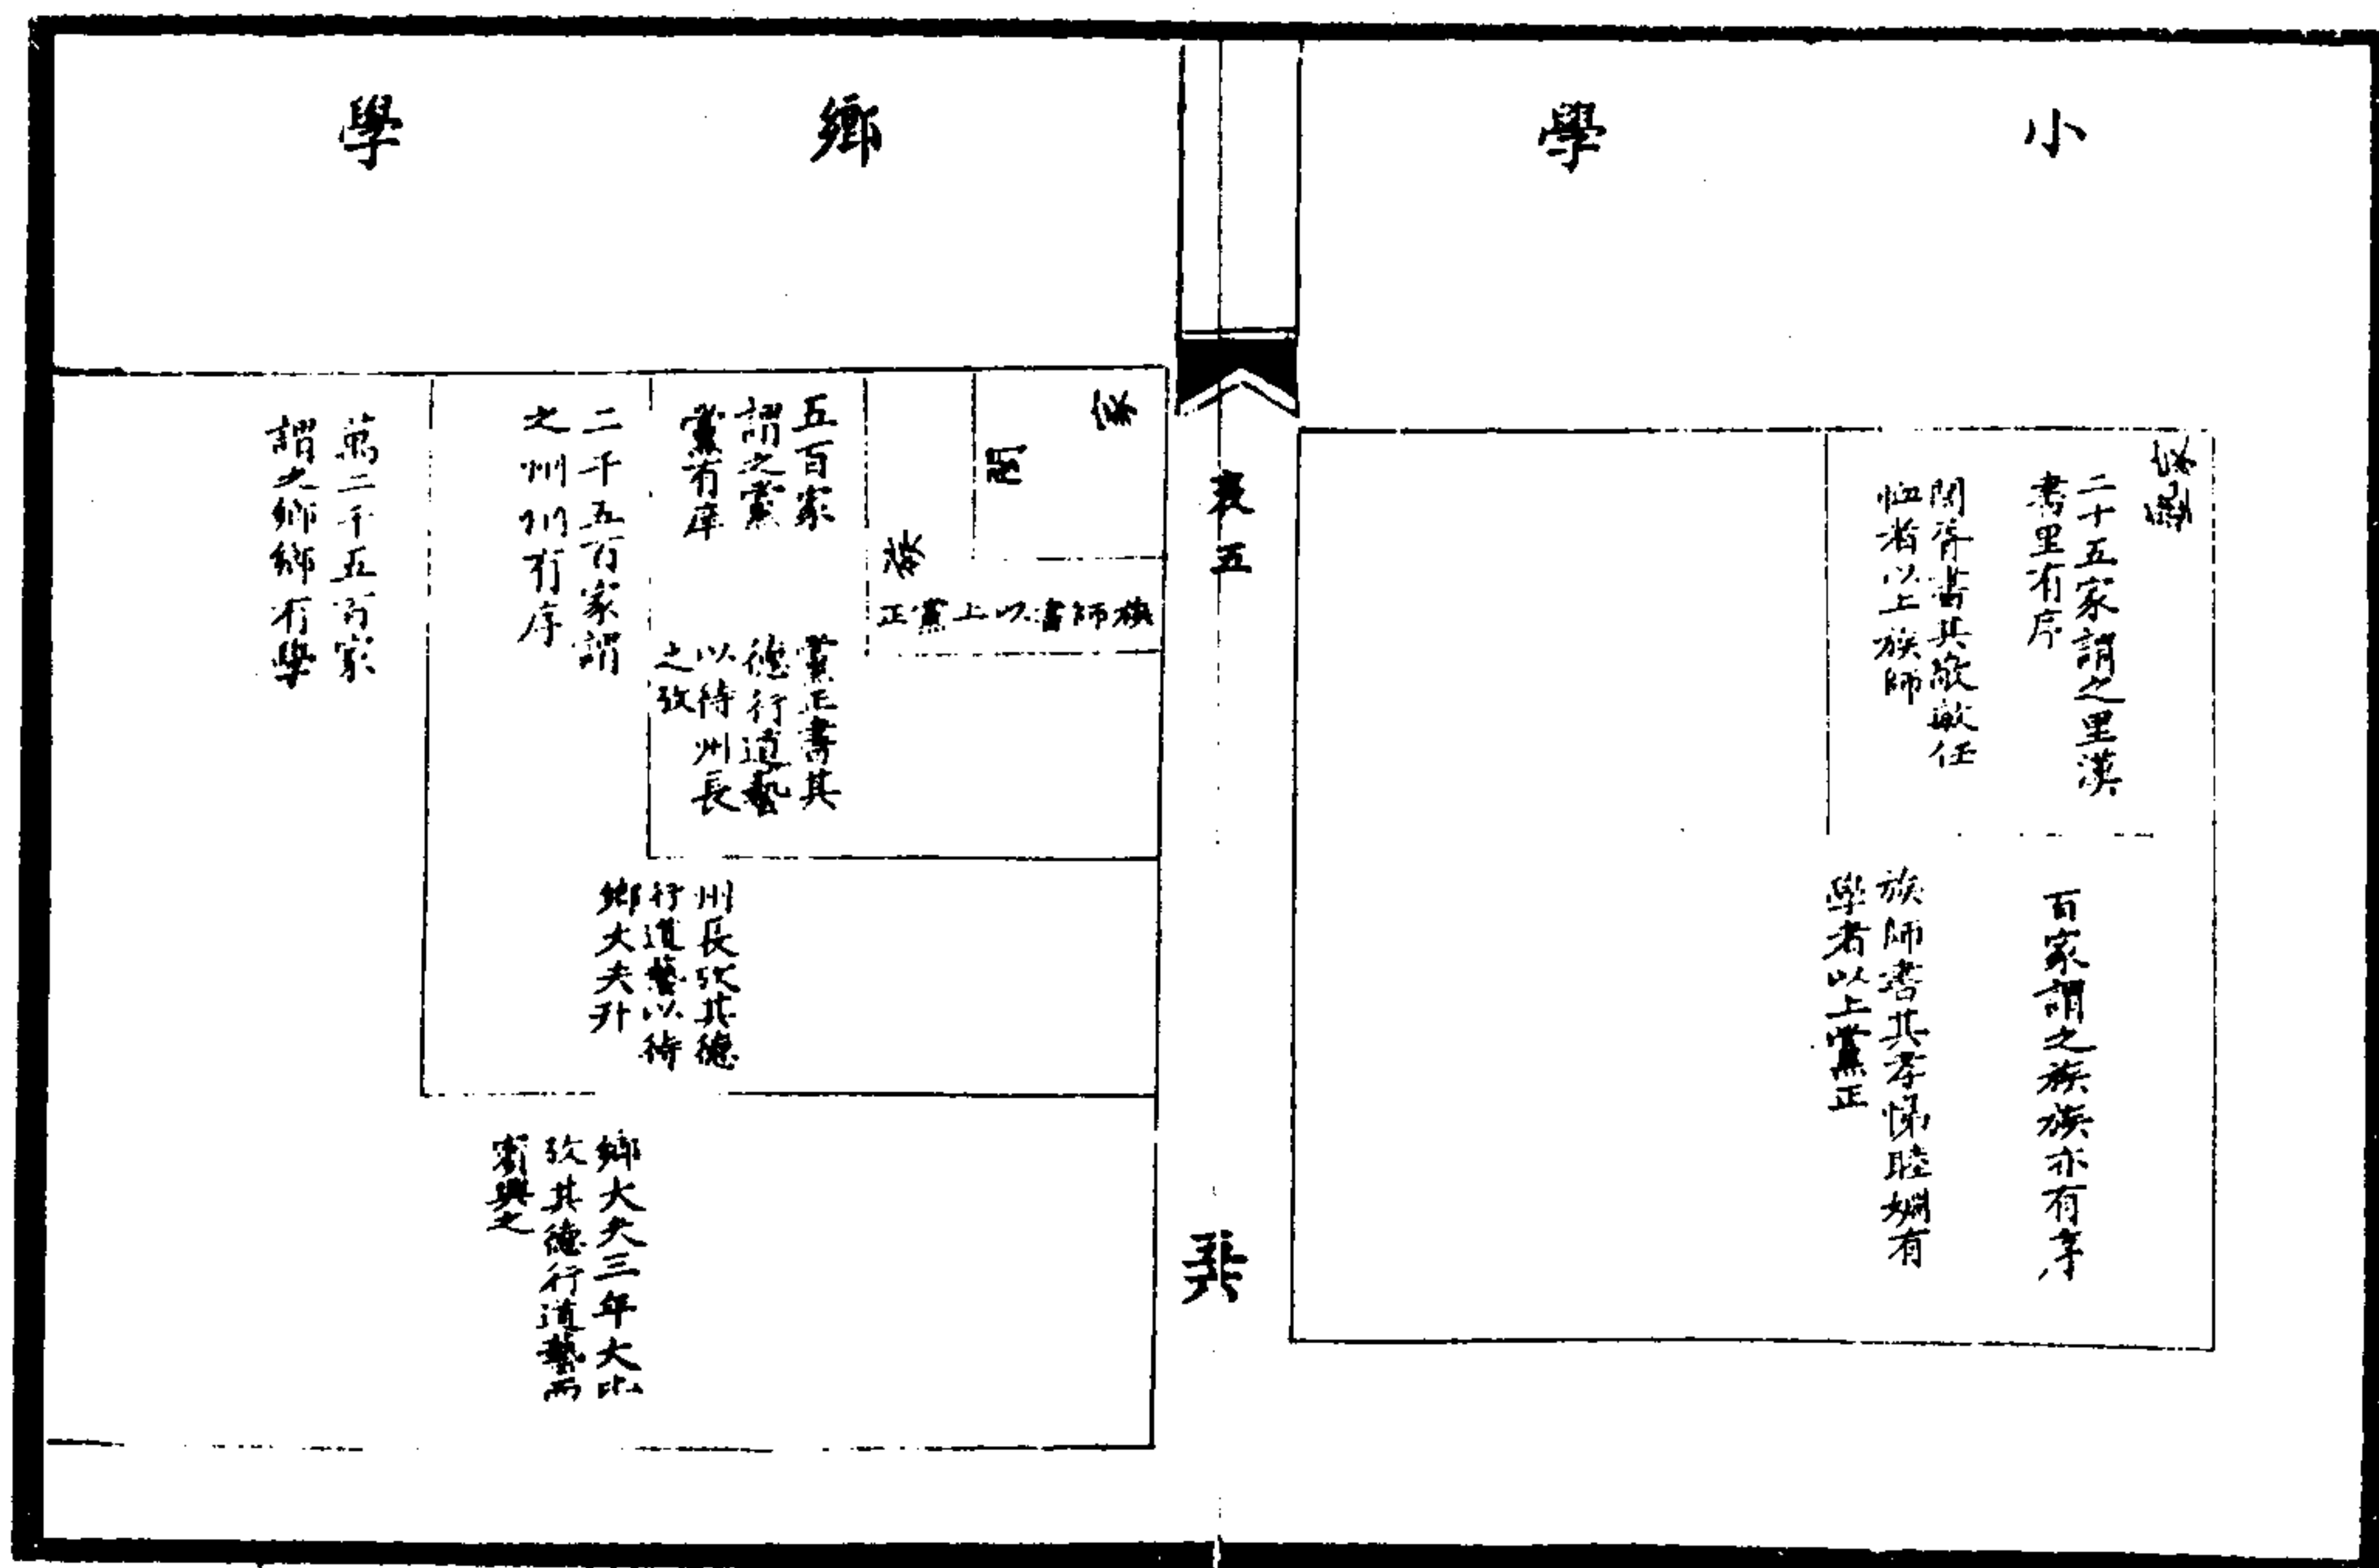 小學
二十五家謂之里漢
書里有序
閭胥書其敬敏任
恤者以上族師
百家謂之族族亦有序
族師書其孝悌睦婣有
學者以上黨正
表五
鄉學
族師書以上黨正
五百家
謂之黨
黨有庠
黨正書其
德行道藝
以待州長
之攷
二千五百家謂
之州州有序
州長攷其德
行道藝以待
鄉大夫升
萬二千五百家
謂之鄉鄉有學
鄉大夫三年大比
攷其德行道藝而
賓興之